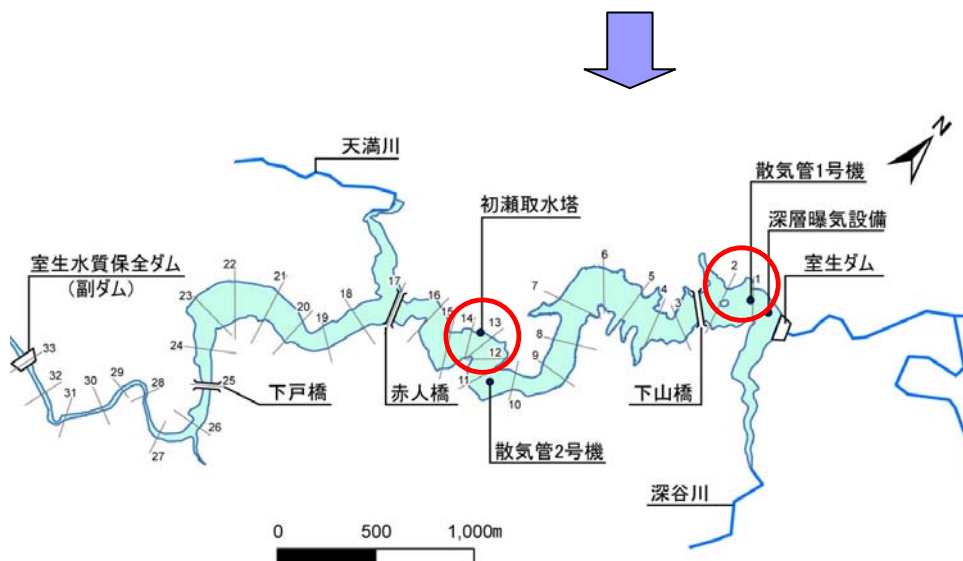 天満川
N
散気管1号機
初瀬取水塔
深層曝気設備
室生水質保全ダム
(副ダム)
室生ダム
22
21
23
20
18
17
16
15
14
13
12
11
19
24
25
33
32
31
30
29
28
27
26
10
9
8
7
6
5
4
3
2
1
下戸橋
赤人橋
下山橋
散気管2号機
深谷川
0 500 1,000m